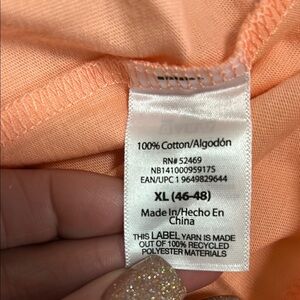 100% Cotton/Algodón
RN# 52469
NB141000959175
EAN/UPC 1 9649829644
XL (46-48)
Made in/Hecho En
China
THIS LABEL YARN IS MADE
OUT OF 100% RECYCLED
POLYESTER MATERIALS